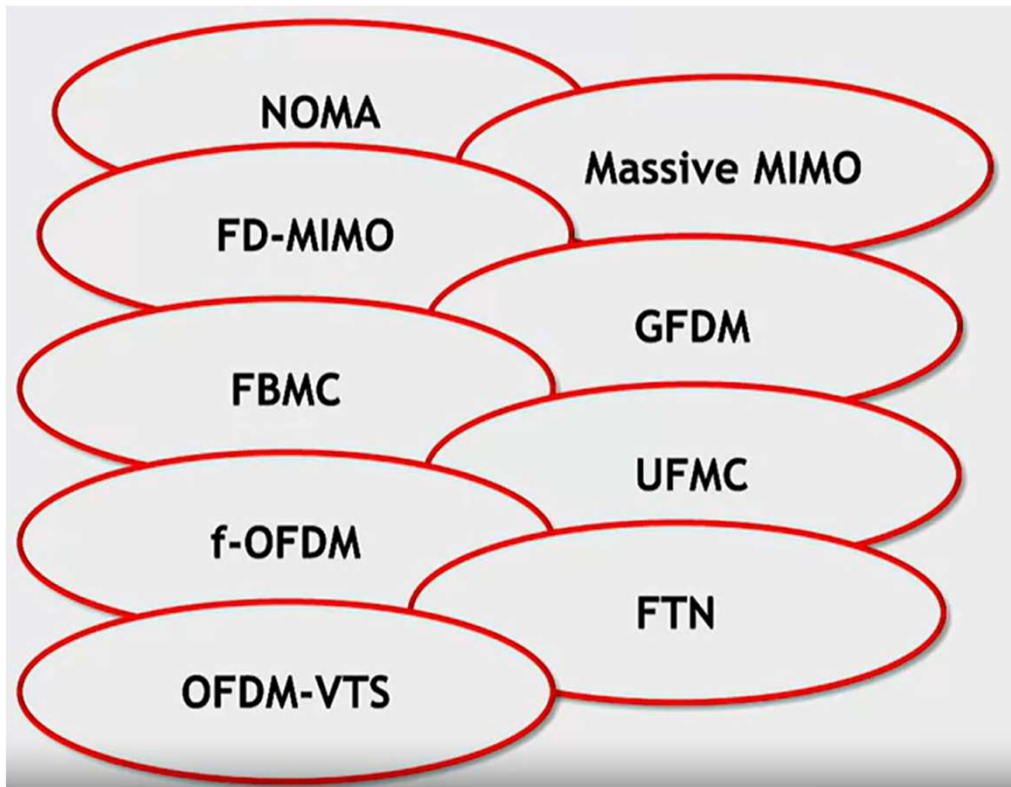 NOMA
Massive MIMO
FD-MIMO
GFDM
FBMC
UFMC
f-OFDM
FTN
OFDM-VTS